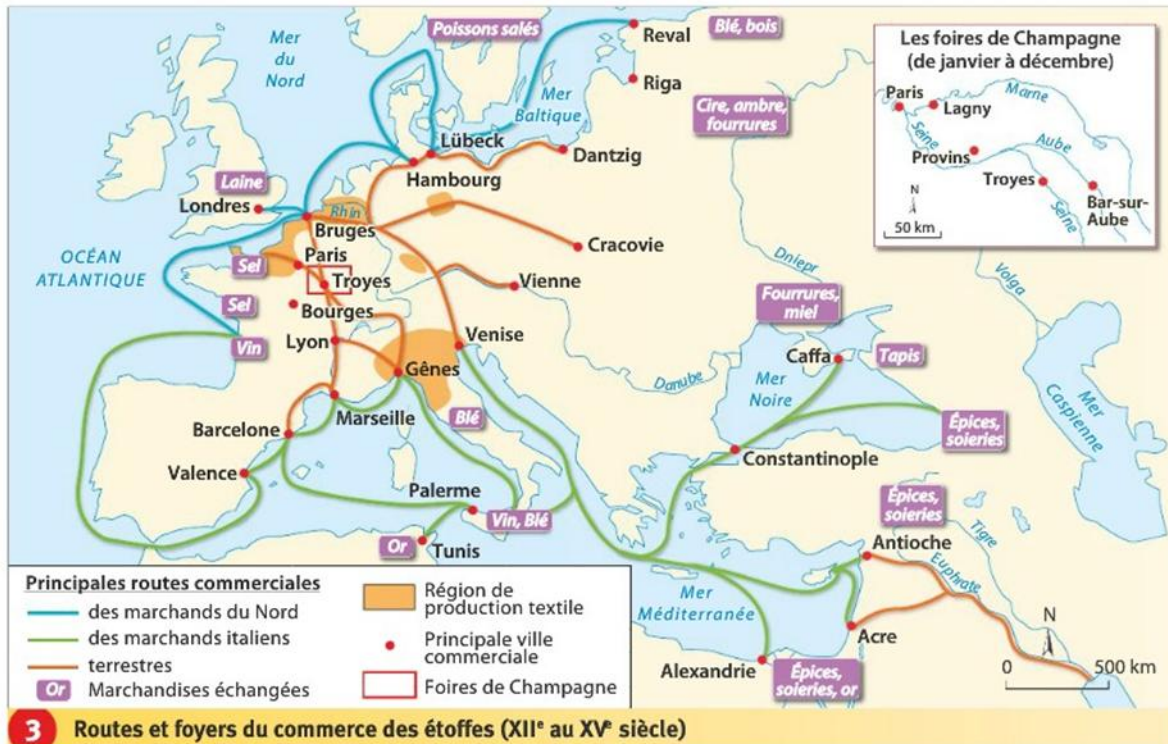 Mer
du
Nord
Poissons salés
Reval
Blé, bois
Riga
Mer
Baltique
Cire, ambre,
fourrures
Les foires de Champagne
(de janvier à décembre)
Paris
Lagny
Marne
Seine
Provins
Aube
Troyes
Bar-sur-
Aube
Seine
N
50 km
Lübeck
Dantzig
Hambourg
Laine
Londres
Rhin
Bruges
OCÉAN
ATLANTIQUE
Sel
Paris
Troyes
Cracovie
Vienne
Dniepr
Volga
Sel
Bourges
Fourrures,
miel
Vin
Lyon
Venise
Gênes
Caffa
Tapis
Danube
Mer
Noire
Mer
Caspienne
Blé
Marseille
Barcelone
Épices,
soieries
Constantinople
Valence
Palerme
Vin, Blé
Épices,
soieries
Tigre
Or
Tunis
Antioche
Euphrate
Mer
Méditerranée
Acre
N
0 500 km
Alexandrie
Épices,
soieries, or
Principales routes commerciales
des marchands du Nord
des marchands italiens
terrestres
Or Marchandises échangées
Région de
production textile
Principale ville
commerciale
Foires de Champagne
3 Routes et foyers du commerce des étoffes (XIIe au XVe siècle)